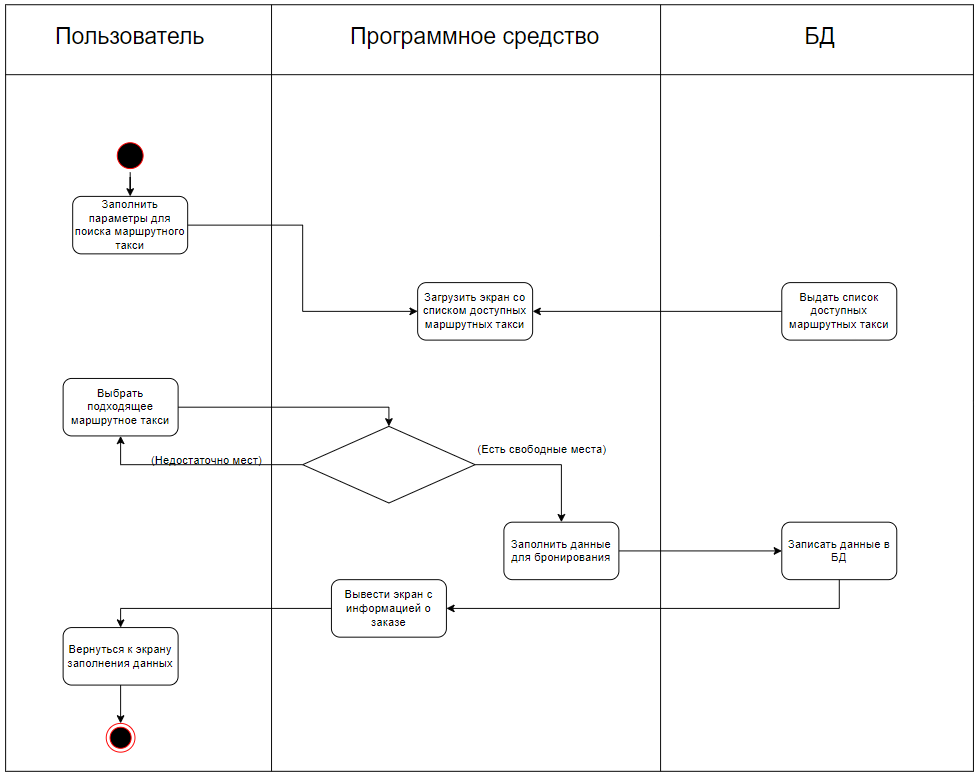 Пользователь
Программное средство
БД
Заполнить
параметры для
поиска маршрутного
такси
Загрузить экран со
списком доступных
маршрутных такси
Выдать список
доступных
маршрутных такси
Выбрать
подходящее
маршрутное такси
(Недостаточно мест)
(Есть свободные места)
Заполнить данные
для бронирования
Записать данные в
БД
Вывести экран с
информацией о
заказе
Вернуться к экрану
заполнения данных